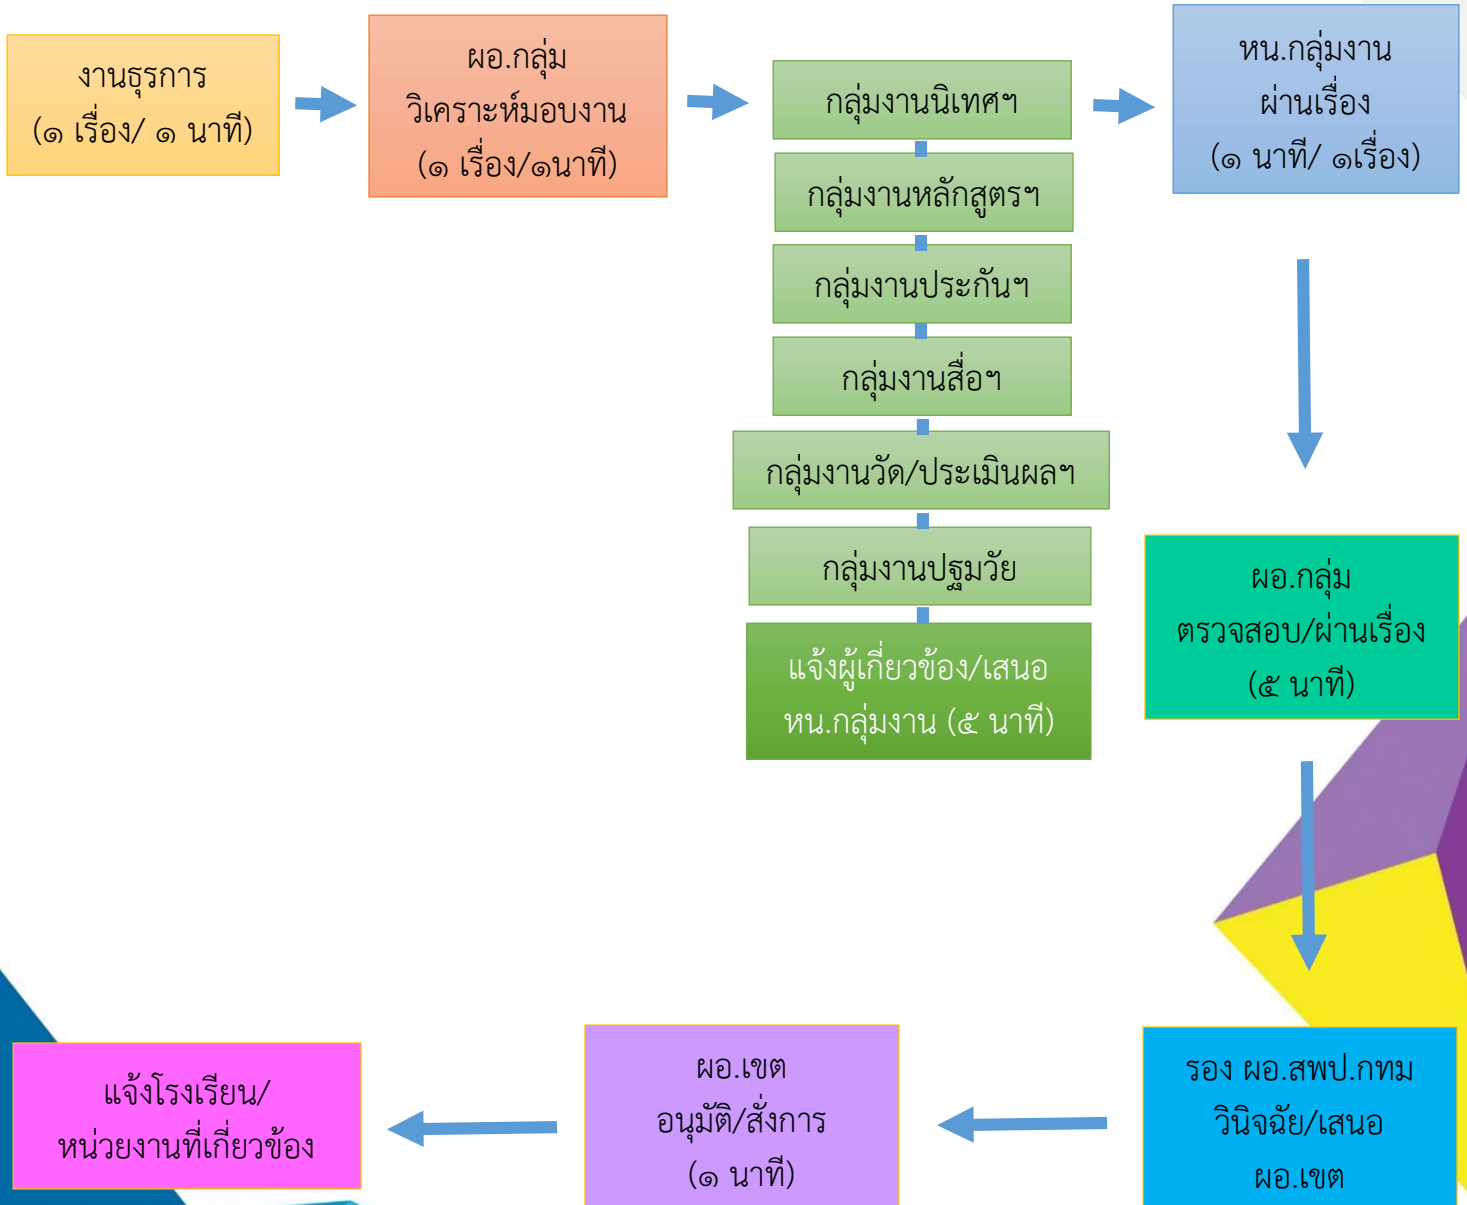 งานธุรการ
(๑ เรื่อง/ ๑ นาที)
ผอ.กลุ่ม
วิเคราะห์มอบงาน
(๑ เรื่อง/๑นาที)
กลุ่มงานนิเทศฯ
กลุ่มงานหลักสูตรฯ
กลุ่มงานประกันฯ
กลุ่มงานสื่อฯ
กลุ่มงานวัด/ประเมินผลฯ
กลุ่มงานปฐมวัย
แจ้งผู้เกี่ยวข้อง/เสนอ
หน.กลุ่มงาน (๕ นาที)
หน.กลุ่มงาน
ผ่านเรื่อง
(๑ นาที/ ๑เรื่อง)
ผอ.กลุ่ม
ตรวจสอบ/ผ่านเรื่อง
(๕ นาที)
รอง ผอ.สพป.กทม
วินิจฉัย/เสนอ
ผอ.เขต
ผอ.เขต
อนุมัติ/สั่งการ
(๑ นาที)
แจ้งโรงเรียน/
หน่วยงานที่เกี่ยวข้อง